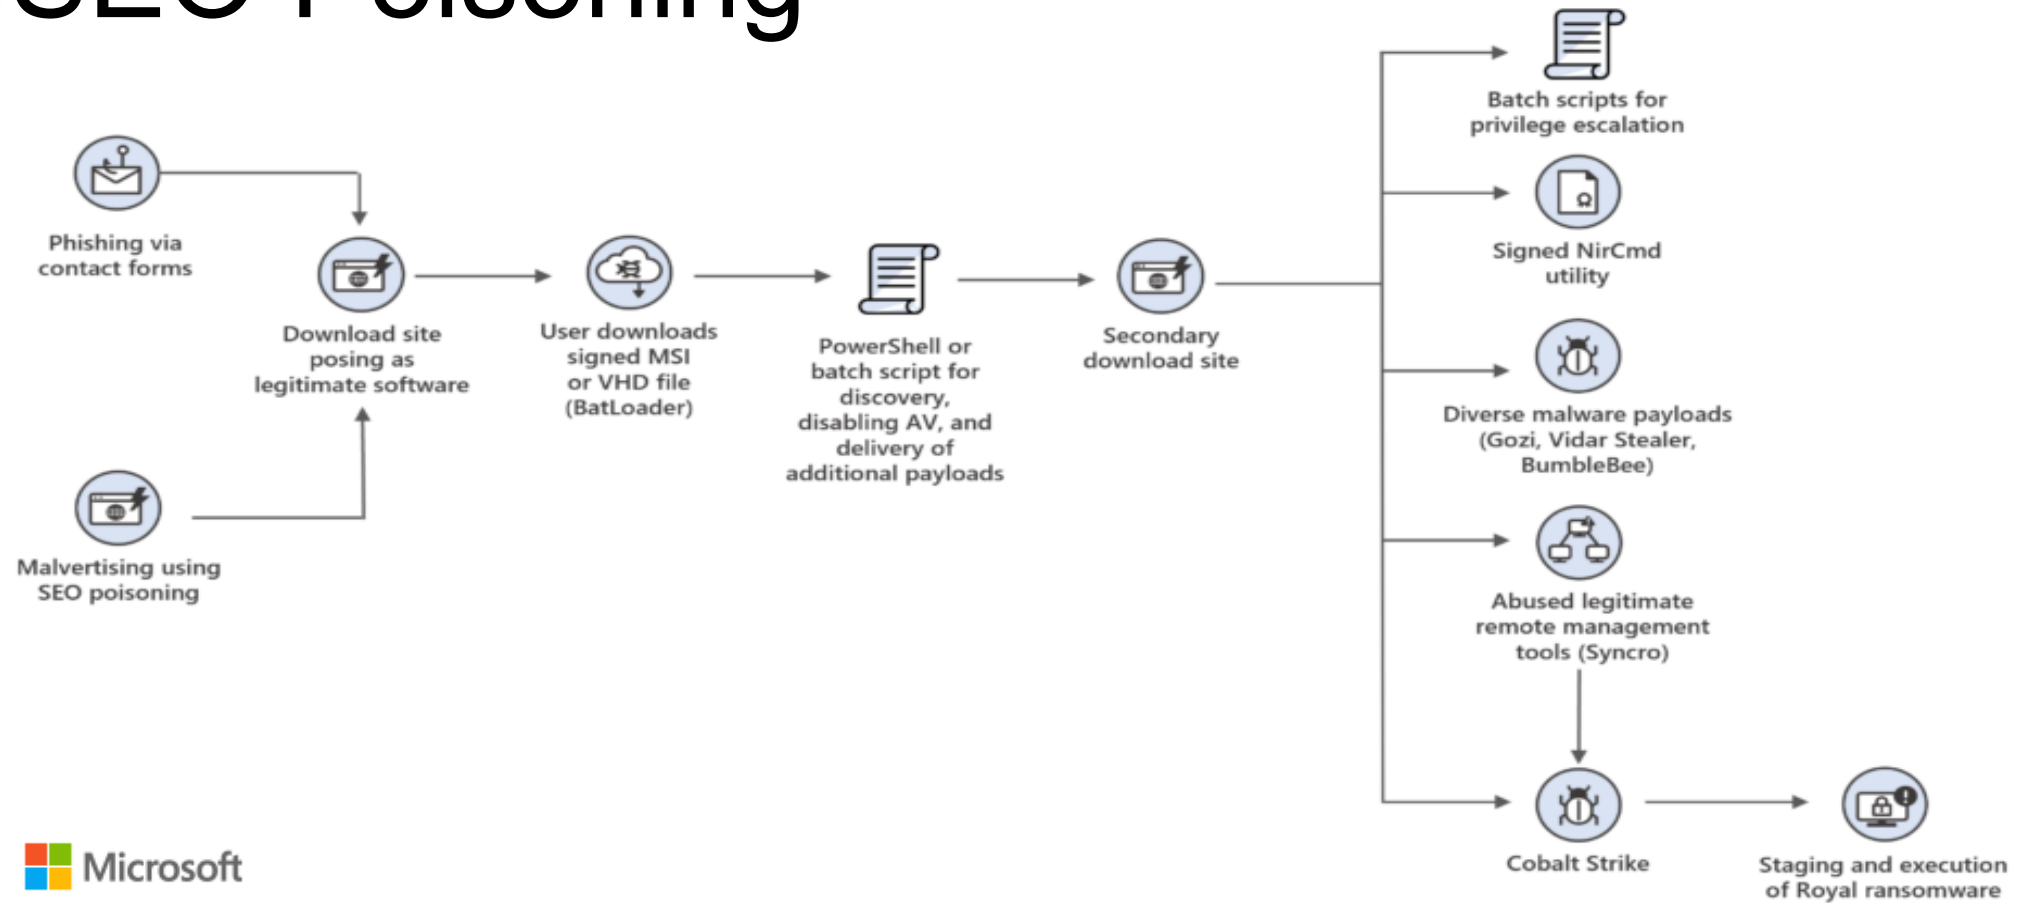 SEO Poisoning
Phishing via
contact forms
Malvertising using
SEO poisoning
Download site
posing as
legitimate software
User downloads
signed MSI
or VHD file
(BatLoader)
PowerShell or
batch script for
discovery,
disabling AV, and
delivery of
additional payloads
Secondary
download site
Batch scripts for
privilege escalation
Signed NirCmd
utility
Diverse malware payloads
(Gozi, Vidar Stealer,
BumbleBee)
Abused legitimate
remote management
tools (Syncro)
Cobalt Strike
Staging and execution
of Royal ransomware
Microsoft